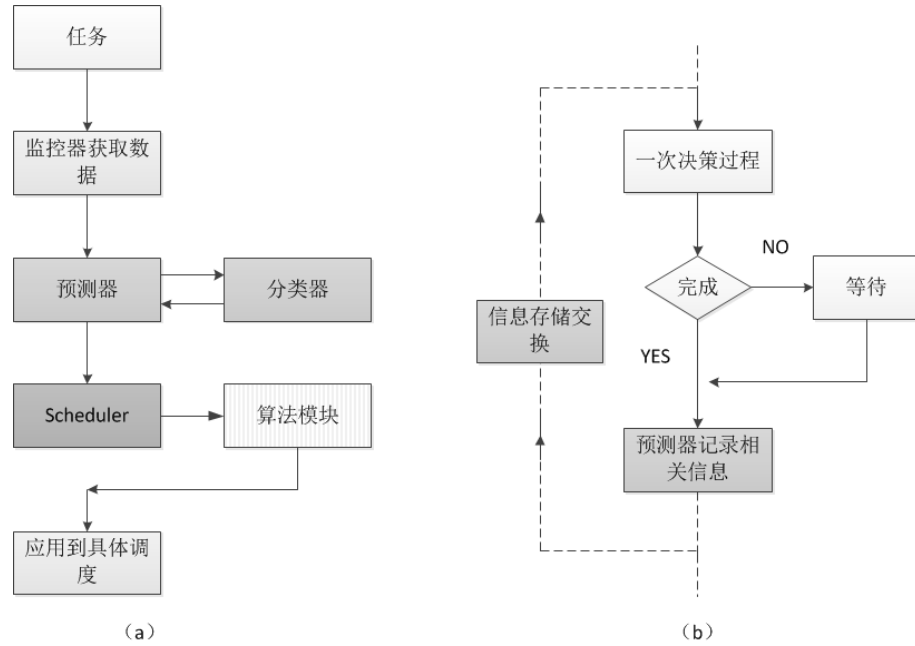 任务
监控器获取数
据
预测器
分类器
Scheduler
算法模块
应用到具体调
度
（a）
一次决策过程
NO
完成
等待
信息存储交
换
YES
预测器记录相
关信息
（b）